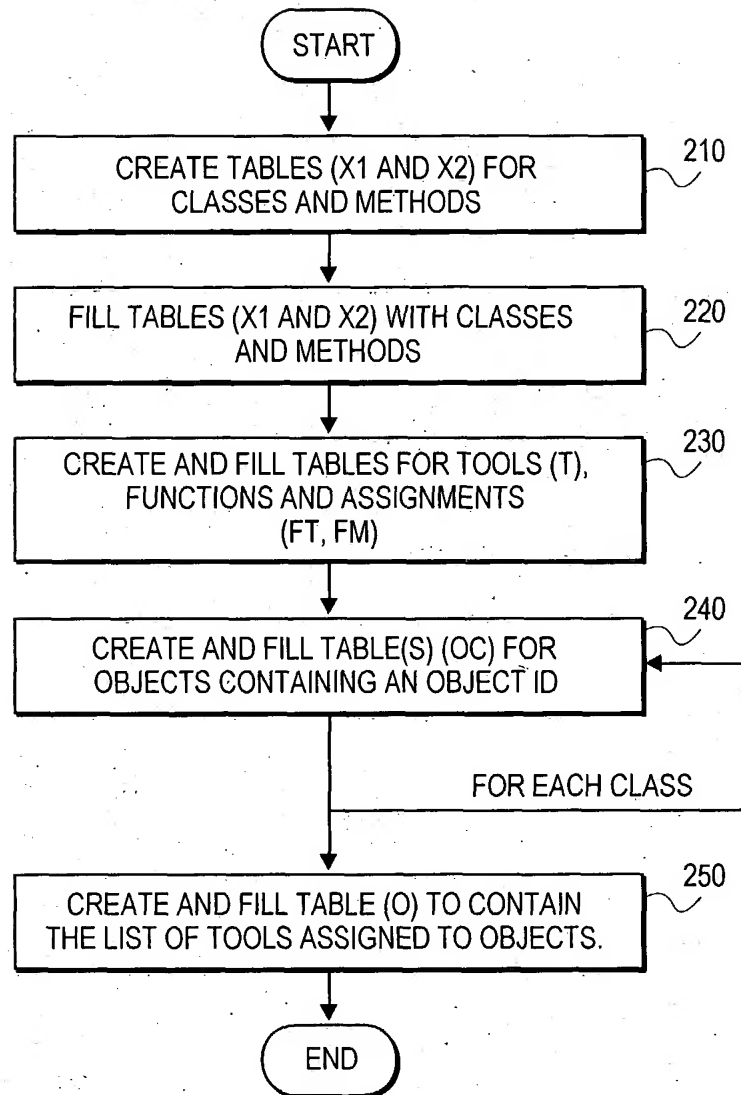 START
210
CREATE TABLES (X1 AND X2) FOR
CLASSES AND METHODS
220
FILL TABLES (X1 AND X2) WITH CLASSES
AND METHODS
230
CREATE AND FILL TABLES FOR TOOLS (T),
FUNCTIONS AND ASSIGNMENTS
(FT, FM)
240
CREATE AND FILL TABLE(S) (OC) FOR
OBJECTS CONTAINING AN OBJECT ID
FOR EACH CLASS
250
CREATE AND FILL TABLE (O) TO CONTAIN
THE LIST OF TOOLS ASSIGNED TO OBJECTS.
END